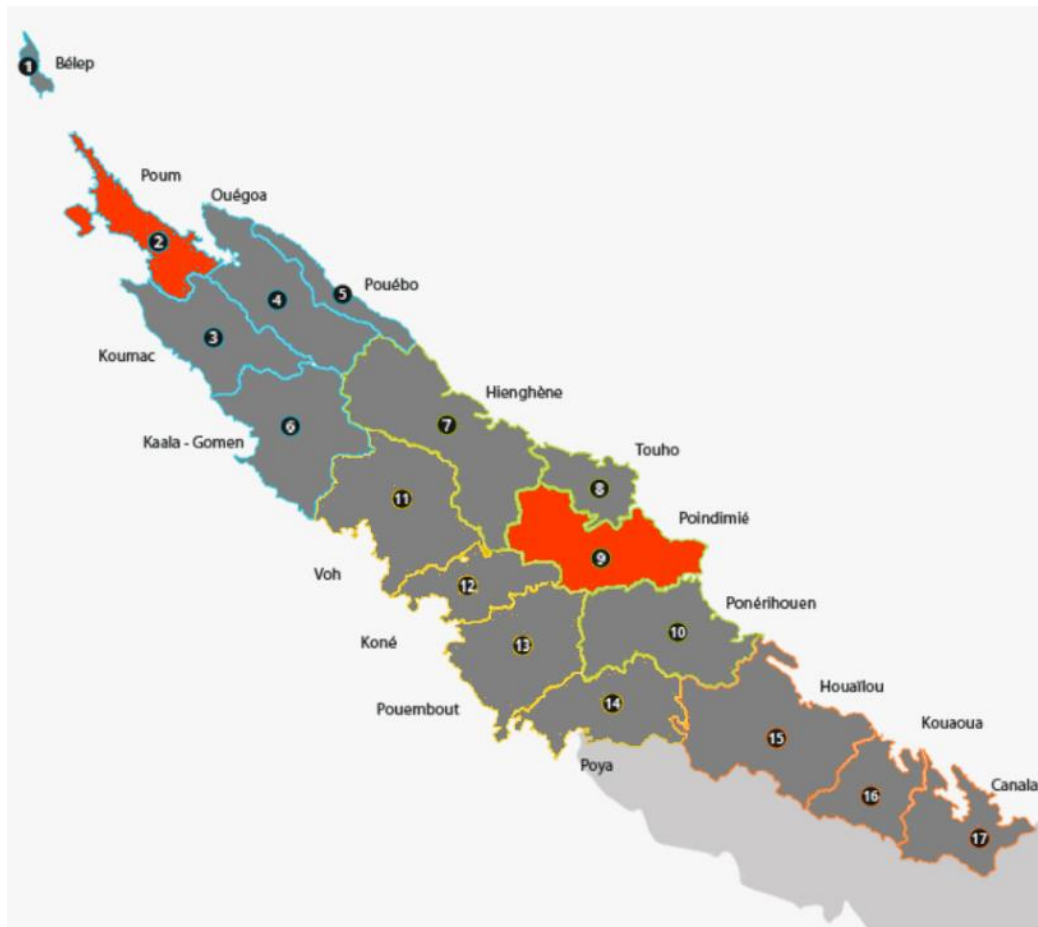 1 Bélep
Poum
2
Ouégoa
4
5 Pouébo
3
Koumac
Hienghène
7
6
Kaala - Gomen
Touho
8
11
Poindimié
9
Voh
12
Ponérihouen
10
Koné
13
Houaïlou
Pouembout
14
Kouaoua
15
Poya
Canala
16
17